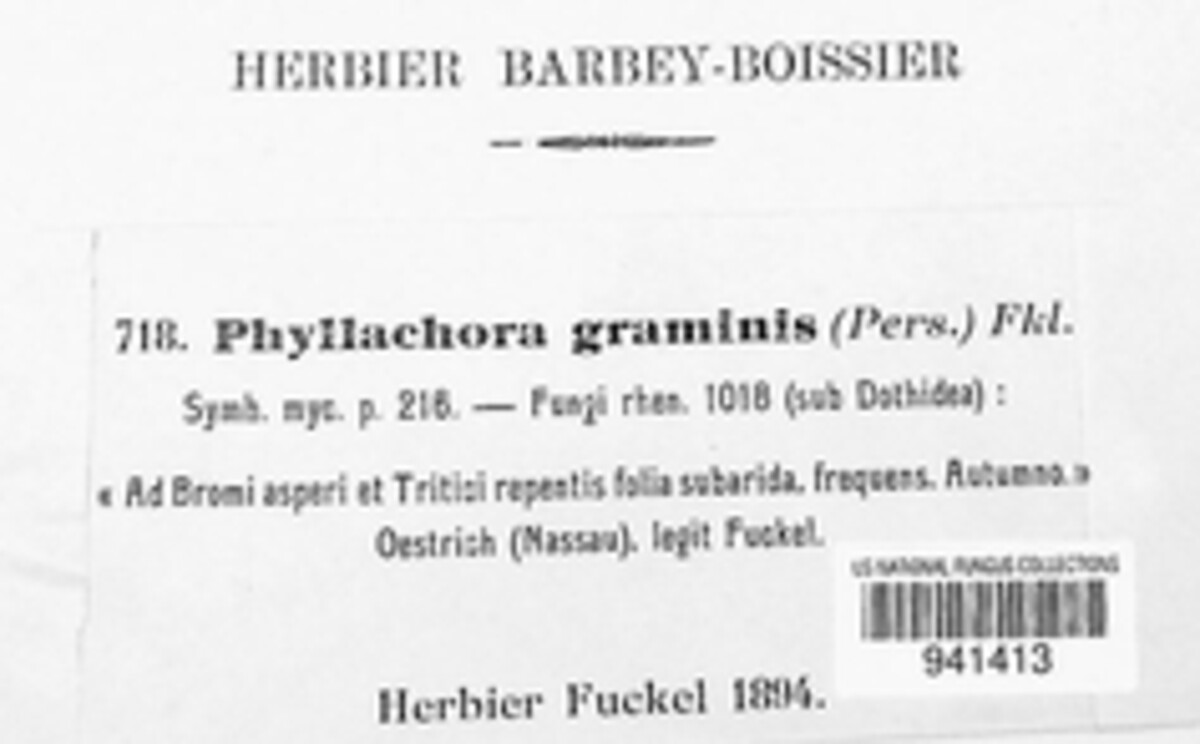 HERBIER BARBEY-BOISSIER
718. Phyllachora graminis (Pers.) Fkl.
Symb. myc. p. 216. — Fungi rhen. 1018 (sub Dothidea) :
« Ad Bromi asperi et Tritici repentis folia subarida, frequens. Autumno. »
Oestrich (Nassau), legit Fuckel.
US NATIONAL FUNGUS COLLECTIONS
941413
Herbier Fuckel 1894.